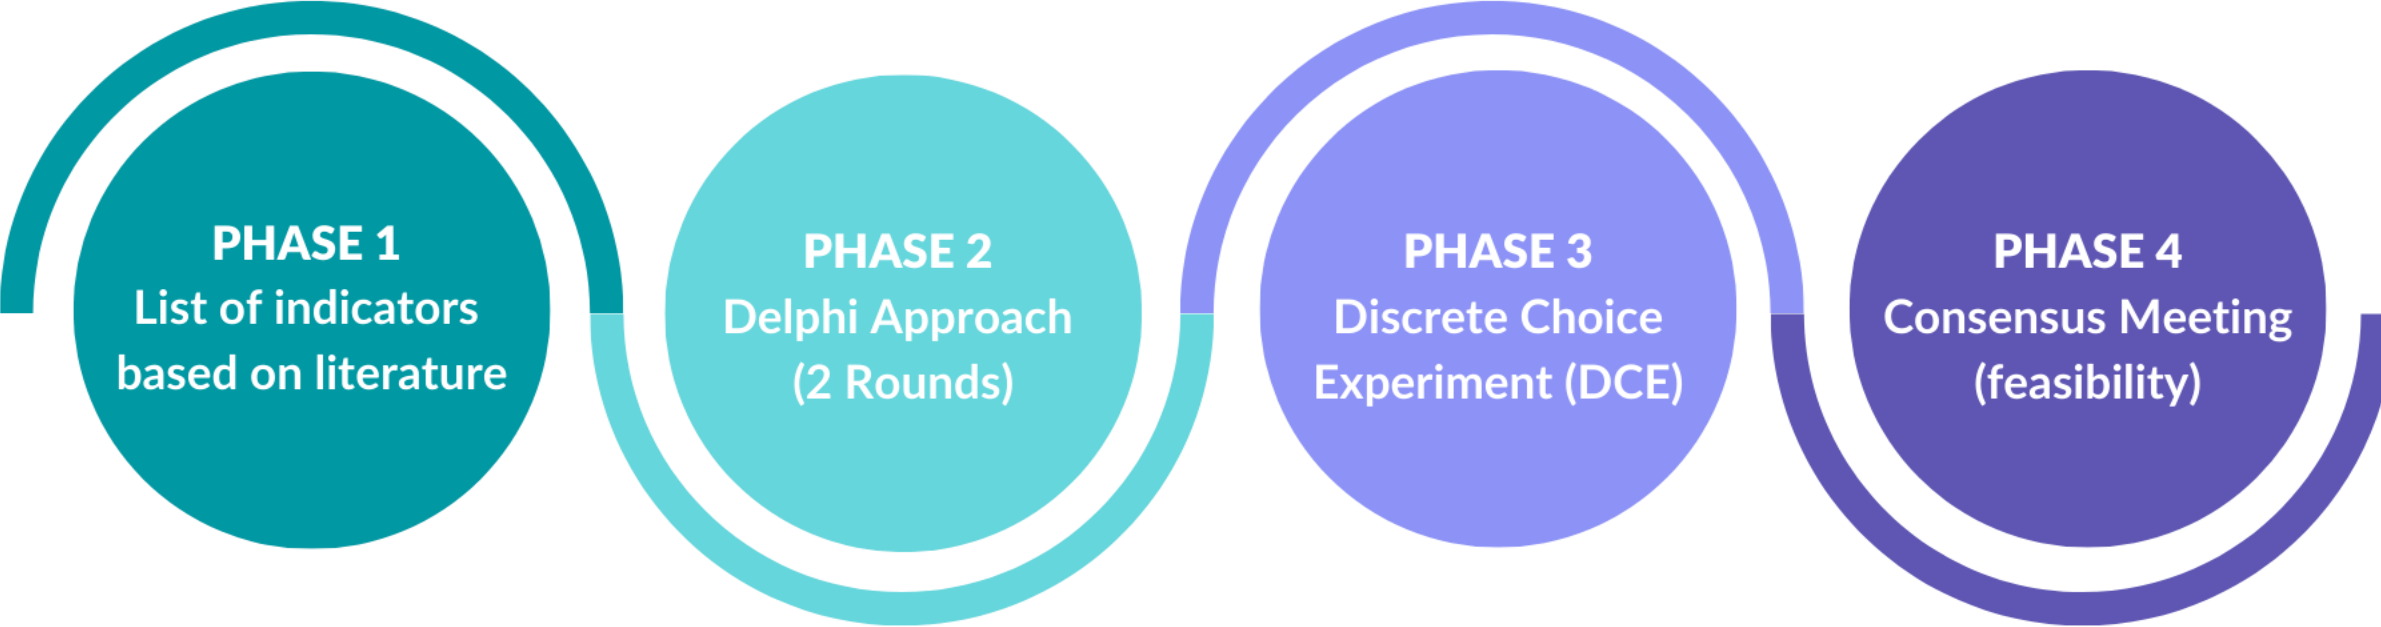 PHASE 1
List of indicators
based on literature
PHASE 2
Delphi Approach
(2 Rounds)
PHASE 3
Discrete Choice
Experiment (DCE)
PHASE 4
Consensus Meeting
(feasibility)